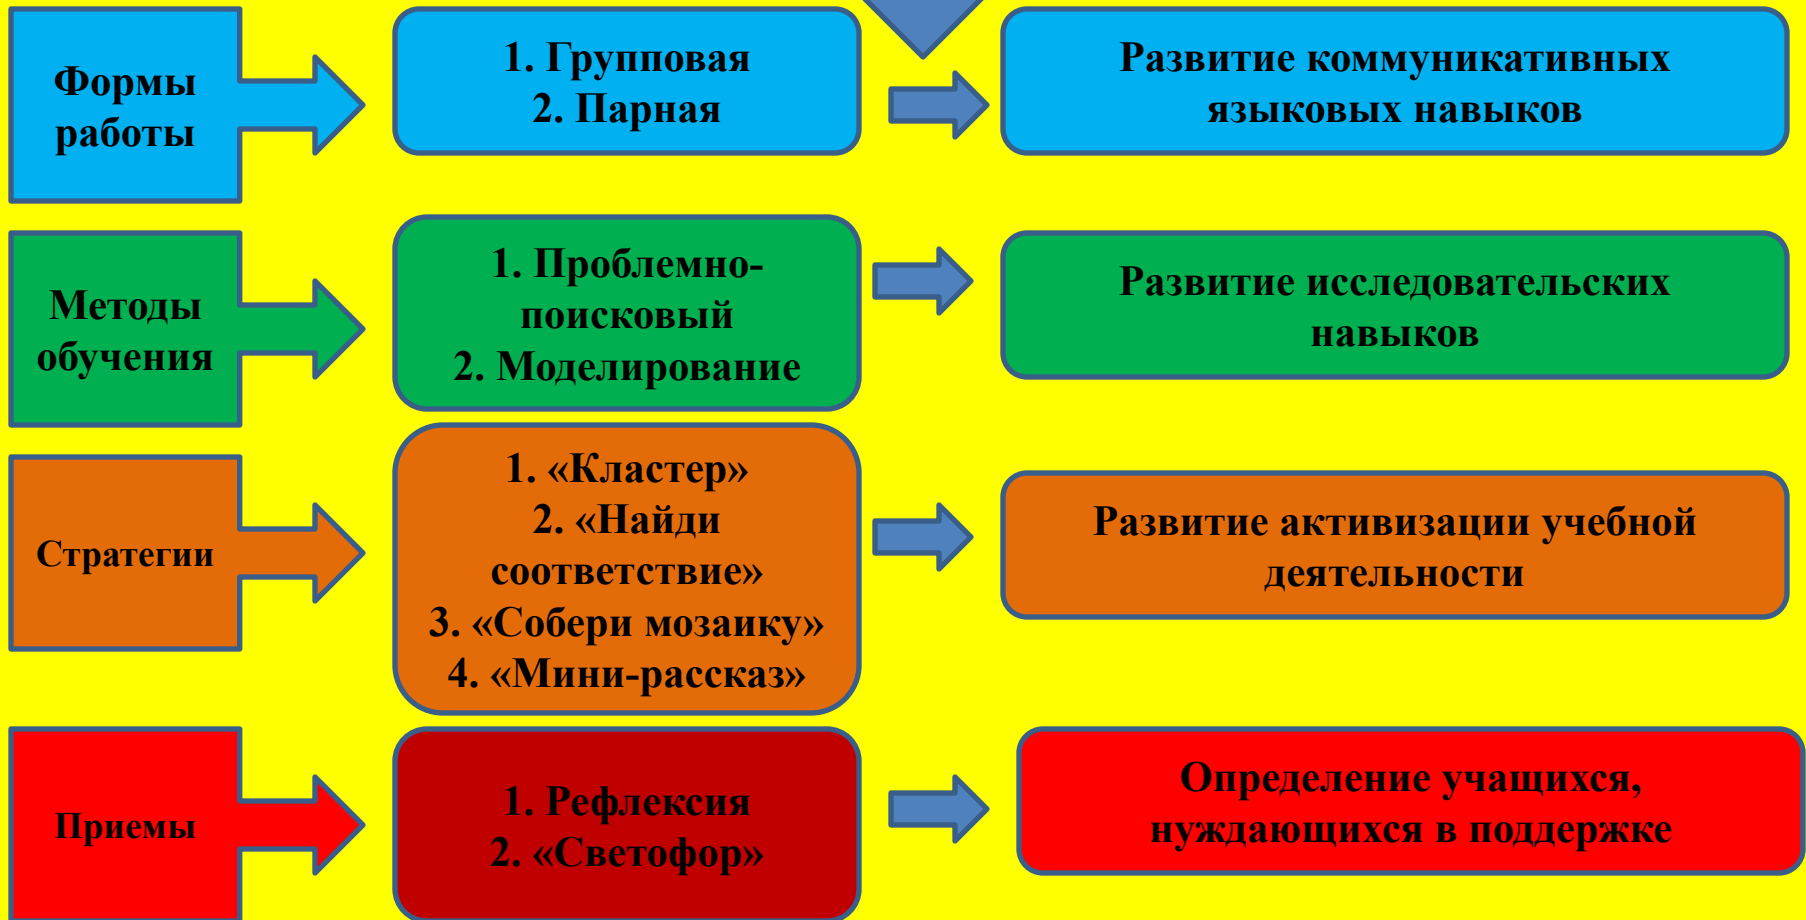 Формы
работы
1. Групповая
2. Парная
Развитие коммуникативных
языковых навыков
Методы
обучения
1. Проблемно-
поисковый
2. Моделирование
Развитие исследовательских
навыков
Стратегии
1. «Кластер»
2. «Найди
соответствие»
3. «Собери мозаику»
4. «Мини-рассказ»
Развитие активизации учебной
деятельности
Приемы
1. Рефлексия
2. «Светофор»
Определение учащихся,
нуждающихся в поддержке